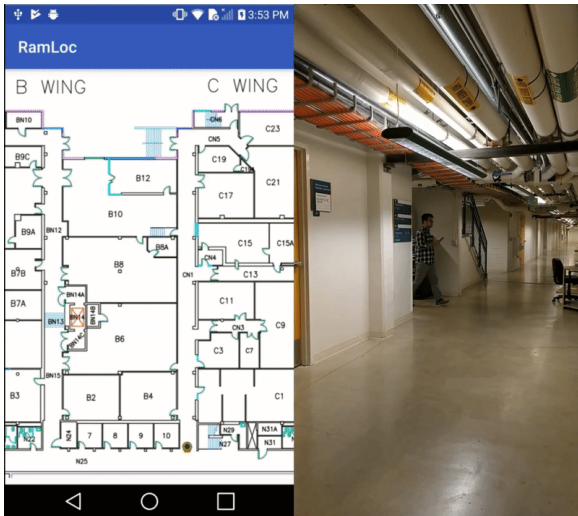 3:53 PM
RamLoc
B WING
C WING
BN10
CN6
C23
CN5
B9C
C19
B12
C21
C17
B10
B9A
BN12
B8A
C15
C15A
CN4
B8
B7B
CN1
C13
BN14A
B7A
C11
BN14
BN14B
BN13
CN3
C9
B6
BN14C
C3
C7
BN15
B3
B2
B4
C1
N22
N24
7
8
9
10
N29
N31A
N27
N31
N25